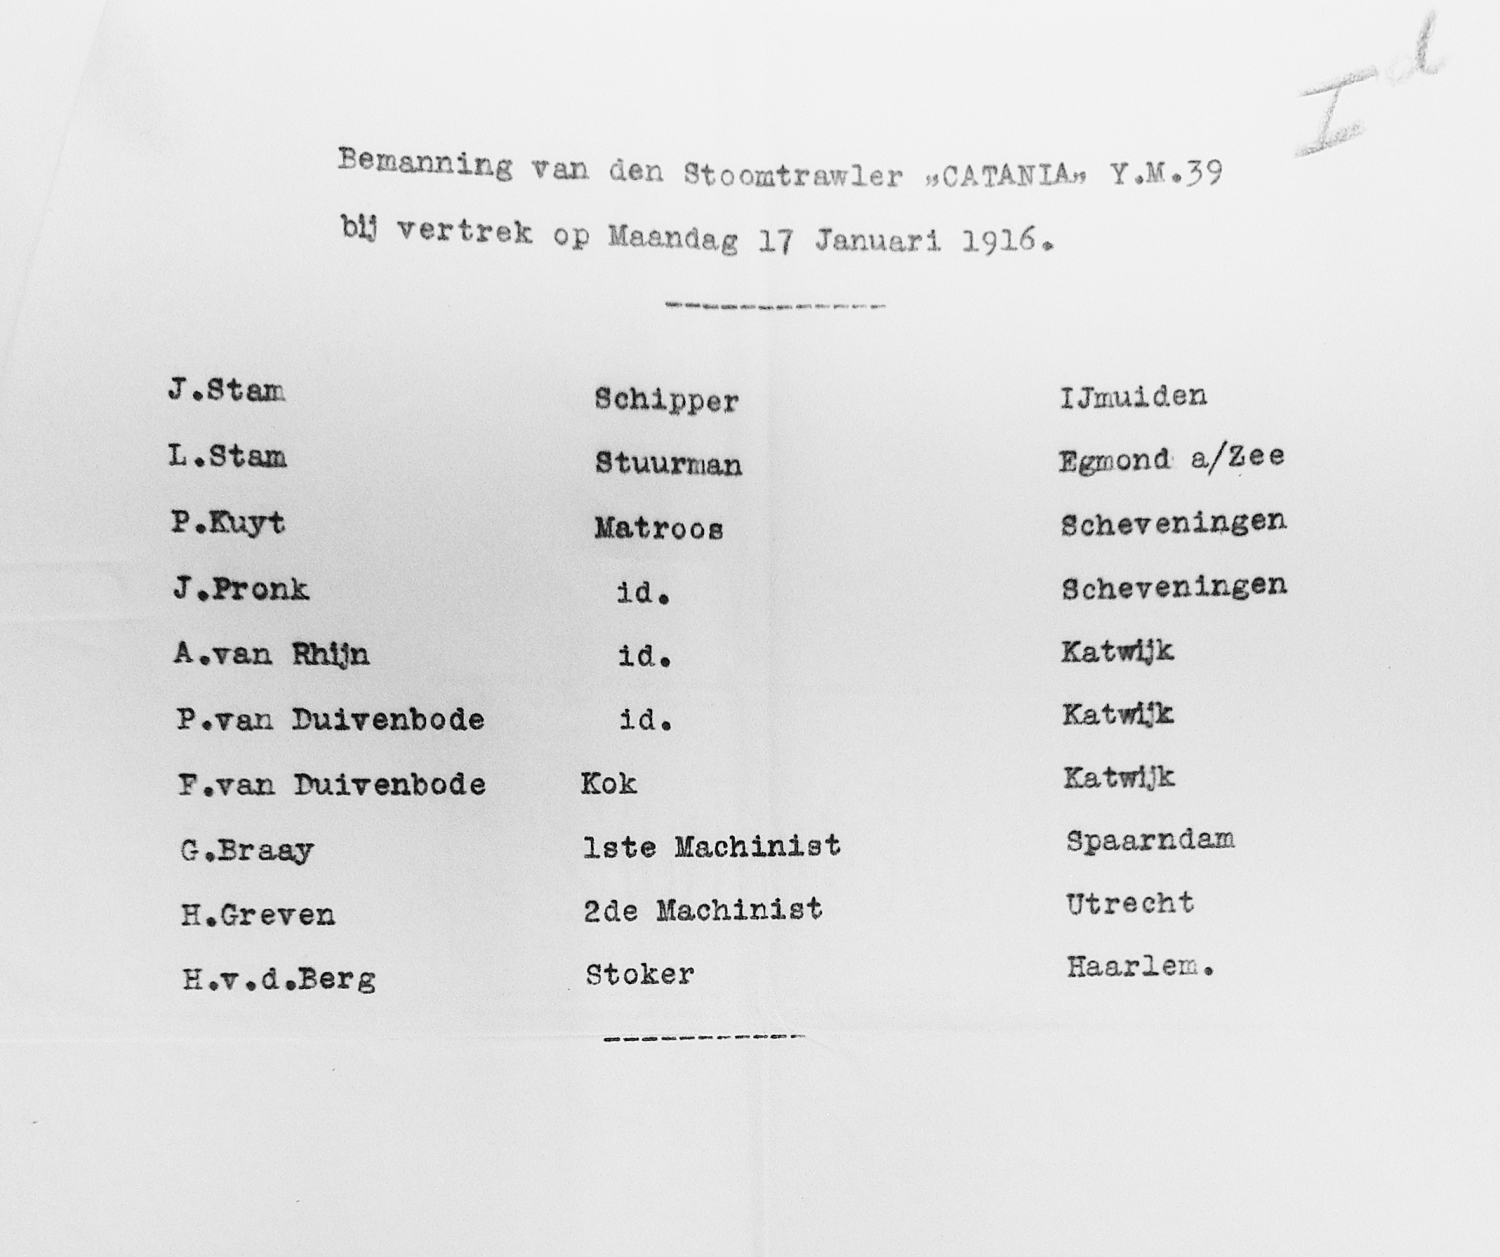 Id
Bemanning van den Stoomtrawler „CATANIA„ Y.M.39
bij vertrek op Maandag 17 Januari 1916.
J.Stam Schipper IJmuiden
L.Stam Stuurman Egmond a/Zee
P.Kuyt Matroos Scheveningen
J.Pronk id. Scheveningen
A.van Rhijn id. Katwijk
P.van Duivenbode id. Katwijk
F.van Duivenbode Kok Katwijk
G.Braay 1ste Machinist Spaarndam
H.Greven 2de Machinist Utrecht
H.v.d.Berg Stoker Haarlem.